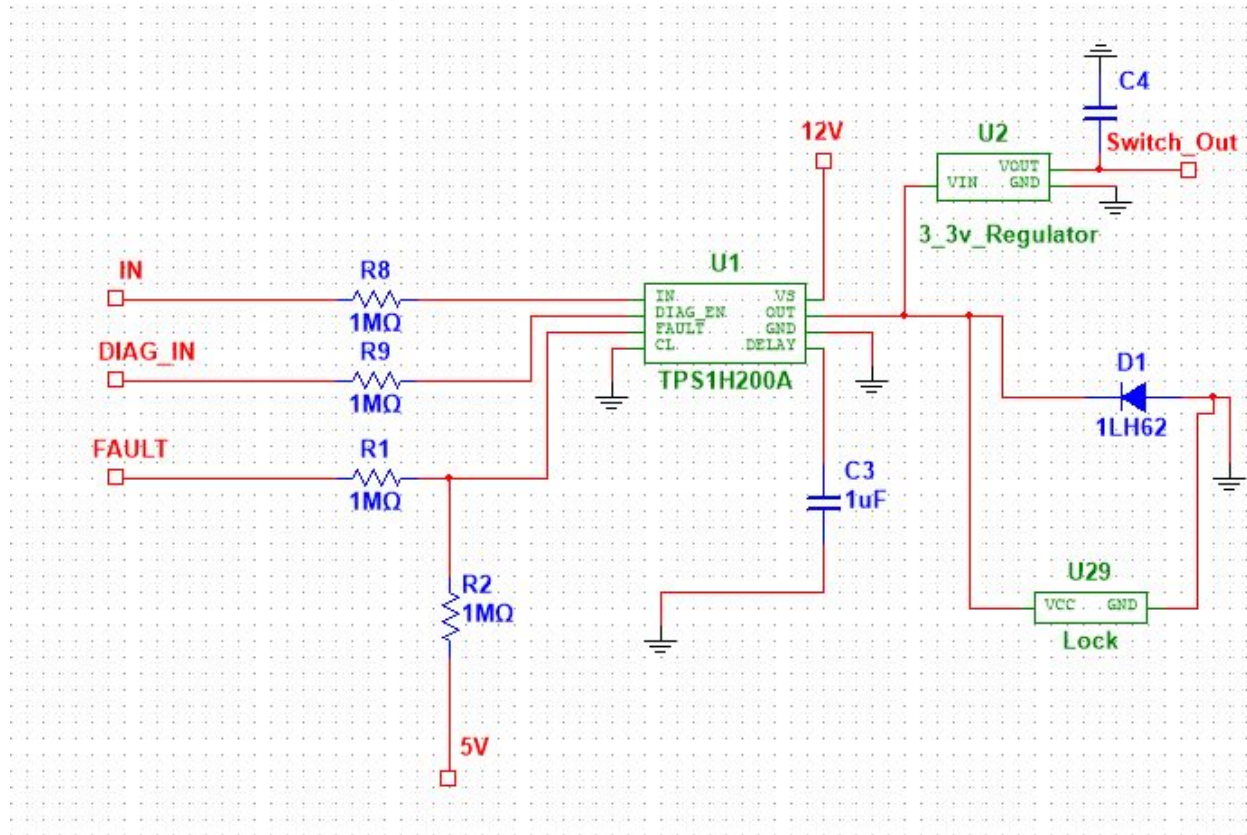 C4
12V
U2
Switch_Out
VOUT
VIN GND
3_3v_Regulator
IN
R8
U1
1MΩ
IN VS
DIAG_EN OUT
FAULT GND
CL DELAY
DIAG_IN
R9
TPS1H200A
D1
1MΩ
1LH62
FAULT
R1
1MΩ
C3
1uF
R2
1MΩ
U29
VCC GND
Lock
5V